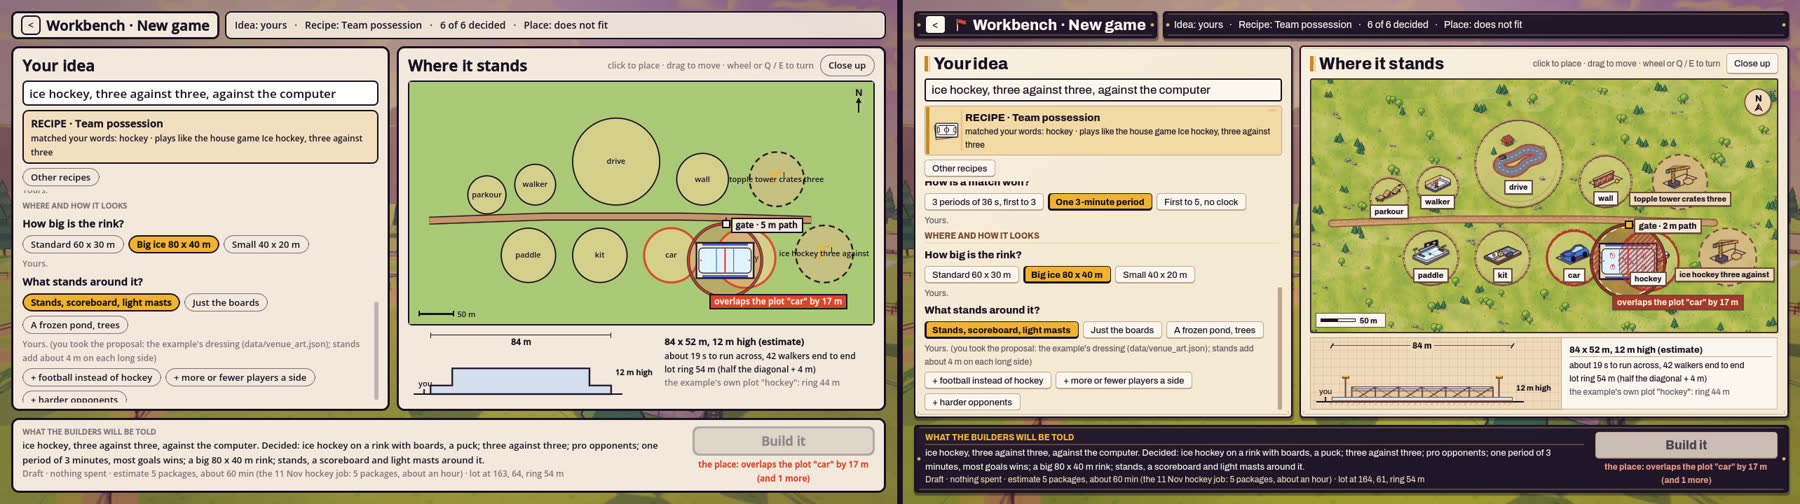 < Workbench · New game
Idea: yours · Recipe: Team possession · 6 of 6 decided · Place: does not fit
Your idea
ice hockey, three against three, against the computer
RECIPE · Team possession
matched your words: hockey · plays like the house game Ice hockey, three against
three
Other recipes
Yours.
WHERE AND HOW IT LOOKS
How big is the rink?
Standard 60 x 30 m
Big ice 80 x 40 m
Small 40 x 20 m
Yours.
What stands around it?
Stands, scoreboard, light masts
Just the boards
A frozen pond, trees
Yours. (you took the proposal: the example's dressing (data/venue_art.json); stands
add about 4 m on each long side)
+ football instead of hockey
+ more or fewer players a side
+ harder opponents
Where it stands
click to place · drag to move · wheel or Q / E to turn
Close up
N
drive
parkour
walker
wall
topple tower crates three
gate · 5 m path
paddle
kit
car
ice hockey three against
overlaps the plot "car" by 17 m
50 m
84 m
you
12 m high
84 x 52 m, 12 m high (estimate)
about 19 s to run across, 42 walkers end to end
lot ring 54 m (half the diagonal + 4 m)
the example's own plot "hockey": ring 44 m
WHAT THE BUILDERS WILL BE TOLD
ice hockey, three against three, against the computer. Decided: ice hockey on a rink with boards, a puck; three against three; pro opponents; one
period of 3 minutes, most goals wins; a big 80 x 40 m rink; stands, a scoreboard and light masts around it.
Draft · nothing spent · estimate 5 packages, about 60 min (the 11 Nov hockey job: 5 packages, about an hour) · lot at 163, 64, ring 54 m
Build it
the place: overlaps the plot "car" by 17 m
(and 1 more)
< Workbench · New game
Idea: yours · Recipe: Team possession · 6 of 6 decided · Place: does not fit
Your idea
ice hockey, three against three, against the computer
RECIPE · Team possession
matched your words: hockey · plays like the house game Ice hockey, three against
three
Other recipes
How is a match won?
3 periods of 36 s, first to 3
One 3-minute period
First to 5, no clock
Yours.
WHERE AND HOW IT LOOKS
How big is the rink?
Standard 60 x 30 m
Big ice 80 x 40 m
Small 40 x 20 m
Yours.
What stands around it?
Stands, scoreboard, light masts
Just the boards
A frozen pond, trees
Yours. (you took the proposal: the example's dressing (data/venue_art.json); stands add
about 4 m on each long side)
+ football instead of hockey
+ more or fewer players a side
+ harder opponents
Where it stands
click to place · drag to move · wheel or Q / E to turn
Close up
N
drive
parkour
walker
wall
topple tower crates three
gate · 2 m path
paddle
kit
car
hockey
ice hockey three against
overlaps the plot "car" by 17 m
50 m
84 m
you
12 m high
84 x 52 m, 12 m high (estimate)
about 19 s to run across, 42 walkers end to end
lot ring 54 m (half the diagonal + 4 m)
the example's own plot "hockey": ring 44 m
WHAT THE BUILDERS WILL BE TOLD
ice hockey, three against three, against the computer. Decided: ice hockey on a rink with boards, a puck; three against three; pro opponents; one period of 3
minutes, most goals wins; a big 80 x 40 m rink; stands, a scoreboard and light masts around it.
Draft · nothing spent · estimate 5 packages, about 60 min (the 11 Nov hockey job: 5 packages, about an hour) · lot at 164, 61, ring 54 m
Build it
the place: overlaps the plot "car" by 17 m
(and 1 more)